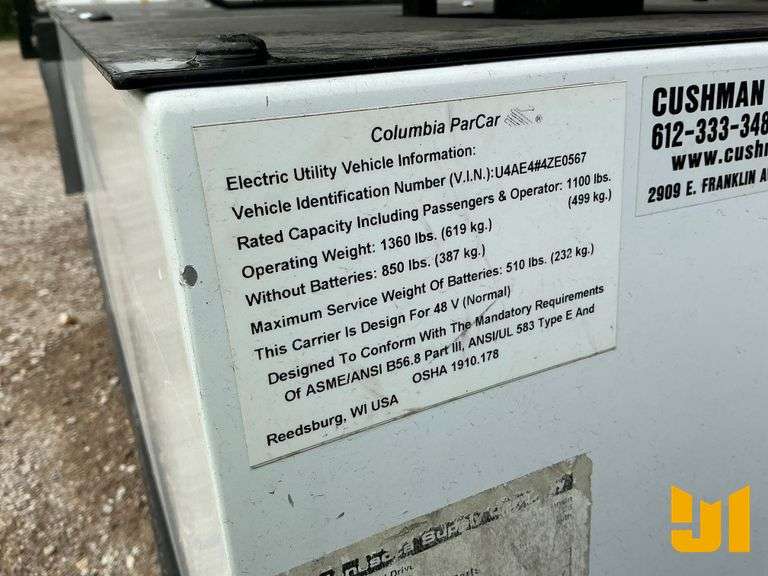 Columbia ParCar ®
Electric Utility Vehicle Information:
Vehicle Identification Number (V.I.N.):U4AE4#4ZE0567
Rated Capacity Including Passengers & Operator: 1100 lbs.
(499 kg.)
Operating Weight: 1360 lbs. (619 kg.)
Without Batteries: 850 lbs. (387 kg.)
Maximum Service Weight Of Batteries: 510 lbs. (232 kg.)
This Carrier Is Design For 48 V (Normal)
Designed To Conform With The Mandatory Requirements
Of ASME/ANSI B56.8 Part III, ANSI/UL 583 Type E And
OSHA 1910.178
Reedsburg, WI USA
CUSHMAN
612-333-348
www.cushm
2909 E. FRANKLIN A
Drive